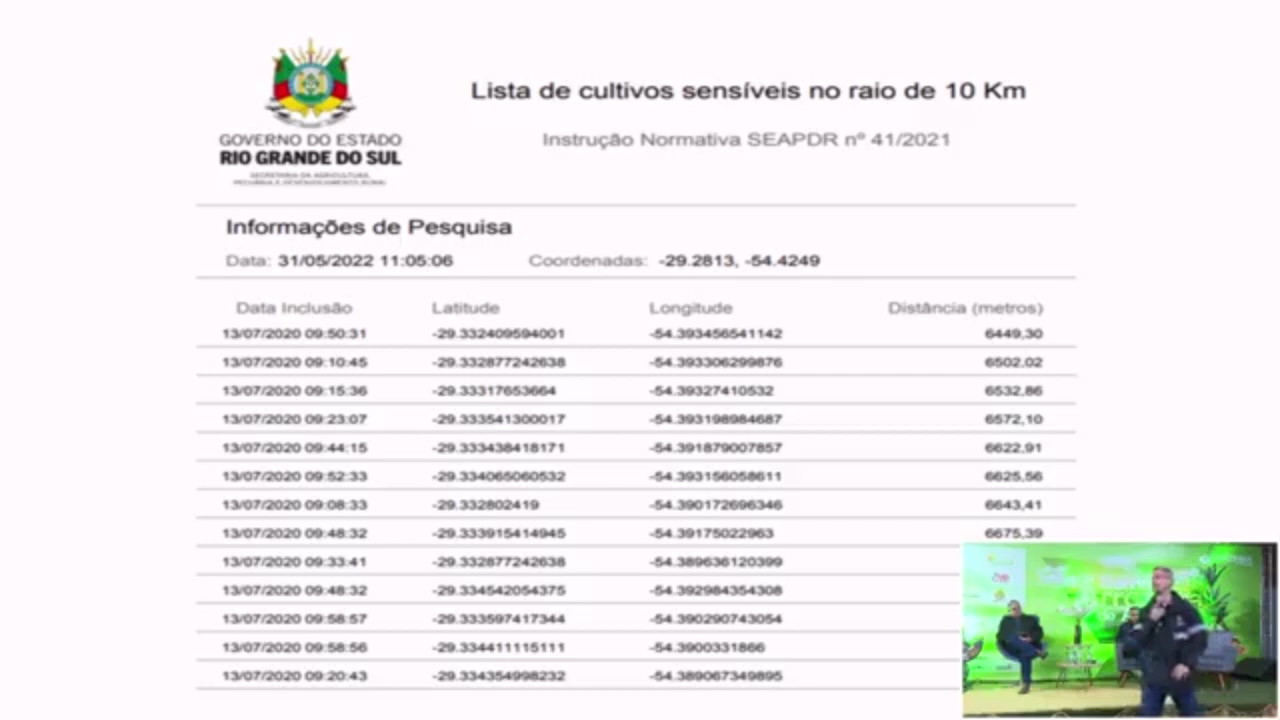 Lista de cultivos sensíveis no raio de 10 Km
Instrução Normativa SEAPDR nº 41/2021
GOVERNO DO ESTADO
RIO GRANDE DO SUL
SECRETARIA DA AGRICULTURA,
PECUÁRIA E DESENVOLVIMENTO RURAL
Informações de Pesquisa
Data: 31/05/2022 11:05:06 Coordenadas: -29.2813, -54.4249
Data Inclusão Latitude Longitude Distância (metros)
13/07/2020 09:50:31 -29.332409594001 -54.393456541142 6449,30
13/07/2020 09:10:45 -29.332877242638 -54.393306299876 6502,02
13/07/2020 09:15:36 -29.33317653664 -54.39327410532 6532,86
13/07/2020 09:23:07 -29.333541300017 -54.393198984687 6572,10
13/07/2020 09:44:15 -29.333438418171 -54.391879007857 6622,91
13/07/2020 09:52:33 -29.334065060532 -54.393156058611 6625,56
13/07/2020 09:08:33 -29.332802419 -54.390172696346 6643,41
13/07/2020 09:48:32 -29.333915414945 -54.39175022963 6675,39
13/07/2020 09:33:41 -29.332877242638 -54.389636120399
13/07/2020 09:48:32 -29.334542054375 -54.392984354308
13/07/2020 09:58:57 -29.333597417344 -54.390290743054
13/07/2020 09:58:56 -29.334411115111 -54.3900331866
13/07/2020 09:20:43 -29.334354998232 -54.389067349895